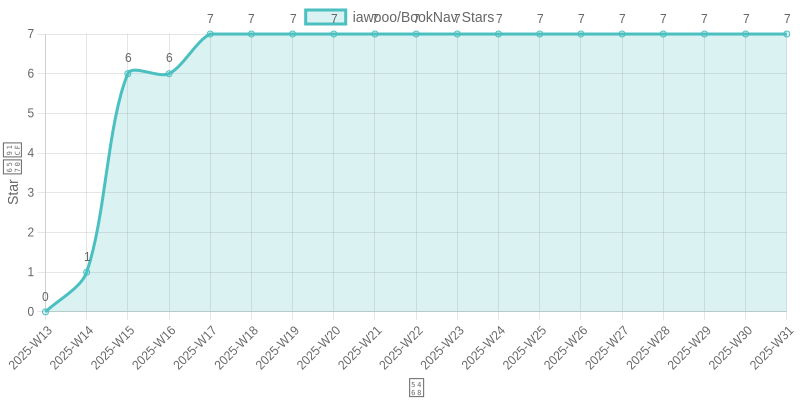 iawooo/BookNav Stars
7 7 7 7 7 7 7 7 7 7 7 7 7 7 7
6 6
1
0
7
6
5
4
3
2
1
0
Star
2025-W13
2025-W14
2025-W15
2025-W16
2025-W17
2025-W18
2025-W19
2025-W20
2025-W21
2025-W22
2025-W23
2025-W24
2025-W25
2025-W26
2025-W27
2025-W28
2025-W29
2025-W30
2025-W31